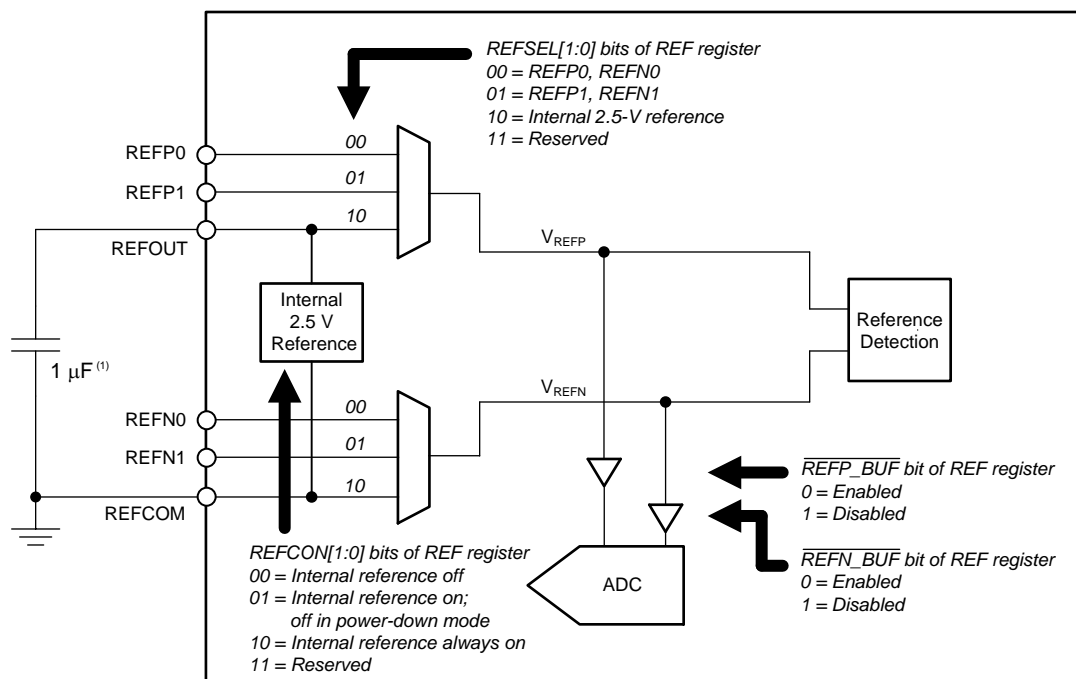 REFSEL[1:0] bits of REF register
00 = REFP0, REFN0
01 = REFP1, REFN1
10 = Internal 2.5-V reference
11 = Reserved
REFP0
00
REFP1
01
REFOUT
10
VREFP
Internal
2.5 V
Reference
Reference
Detection
1 μF (1)
VREFN
REFN0
00
REFN1
01
REFCOM
10
REFP_BUF bit of REF register
0 = Enabled
1 = Disabled
REFN_BUF bit of REF register
0 = Enabled
1 = Disabled
REFCON[1:0] bits of REF register
00 = Internal reference off
01 = Internal reference on;
off in power-down mode
10 = Internal reference always on
11 = Reserved
ADC